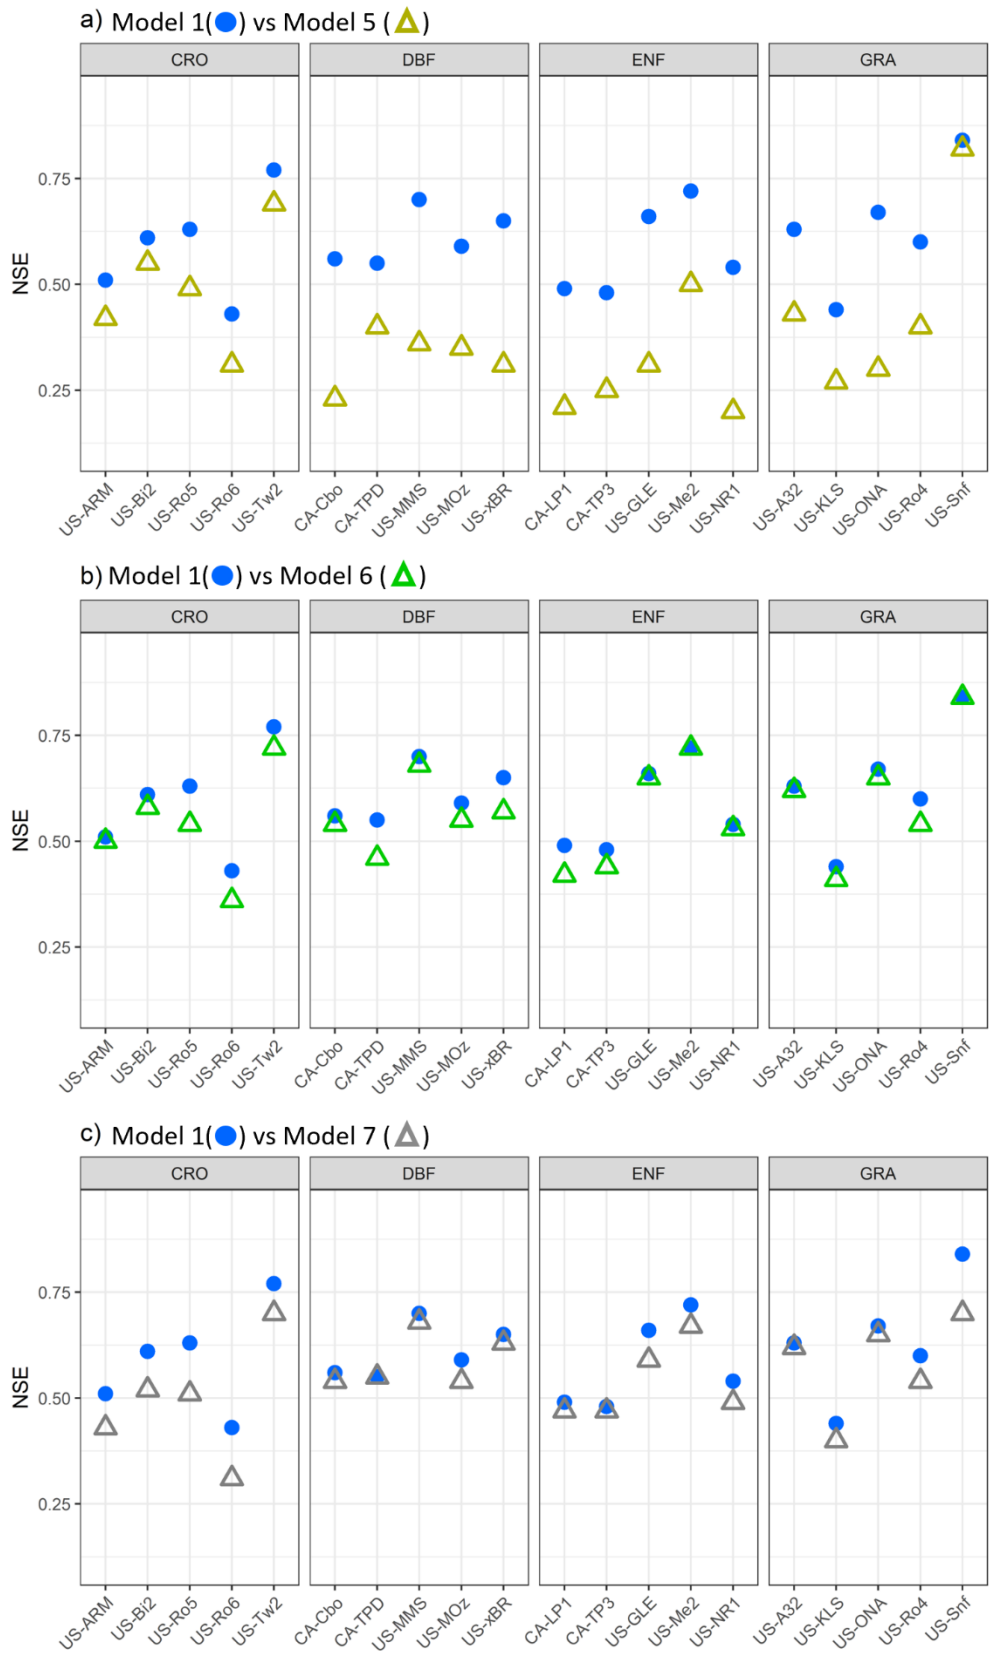 a) Model 1( ) vs Model 5 ( )
CRO DBF ENF GRA
0.75
0.50
0.25
NSE
US-ARM US-Bi2 US-Ro5 US-Ro6 US-Tw2 CA-Cbo CA-TPD US-MMS US-MOz US-xBR CA-LP1 CA-TP3 US-GLE US-Me2 US-NR1 US-A32 US-KLS US-ONA US-Ro4 US-Snf
b) Model 1( ) vs Model 6 ( )
CRO DBF ENF GRA
0.75
0.50
0.25
NSE
US-ARM US-Bi2 US-Ro5 US-Ro6 US-Tw2 CA-Cbo CA-TPD US-MMS US-MOz US-xBR CA-LP1 CA-TP3 US-GLE US-Me2 US-NR1 US-A32 US-KLS US-ONA US-Ro4 US-Snf
c) Model 1( ) vs Model 7 ( )
CRO DBF ENF GRA
0.75
0.50
0.25
NSE
US-ARM US-Bi2 US-Ro5 US-Ro6 US-Tw2 CA-Cbo CA-TPD US-MMS US-MOz US-xBR CA-LP1 CA-TP3 US-GLE US-Me2 US-NR1 US-A32 US-KLS US-ONA US-Ro4 US-Snf